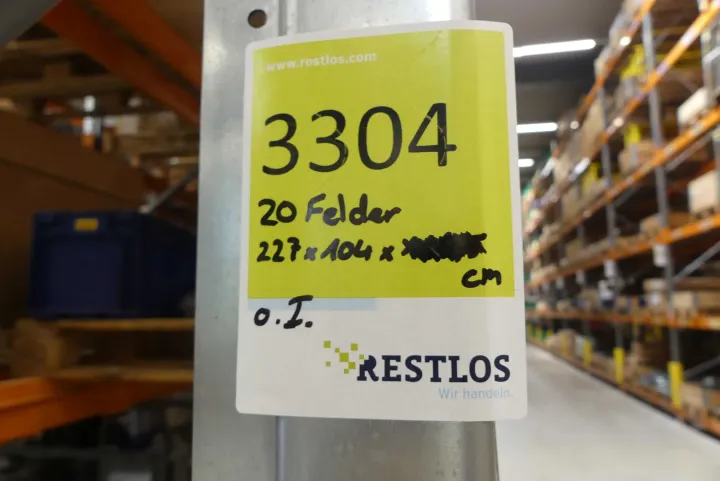 www.restlos.com
3304
20 Felder
227 x 104 x
cm
o. I.
RESTLOS
Wir handeln.